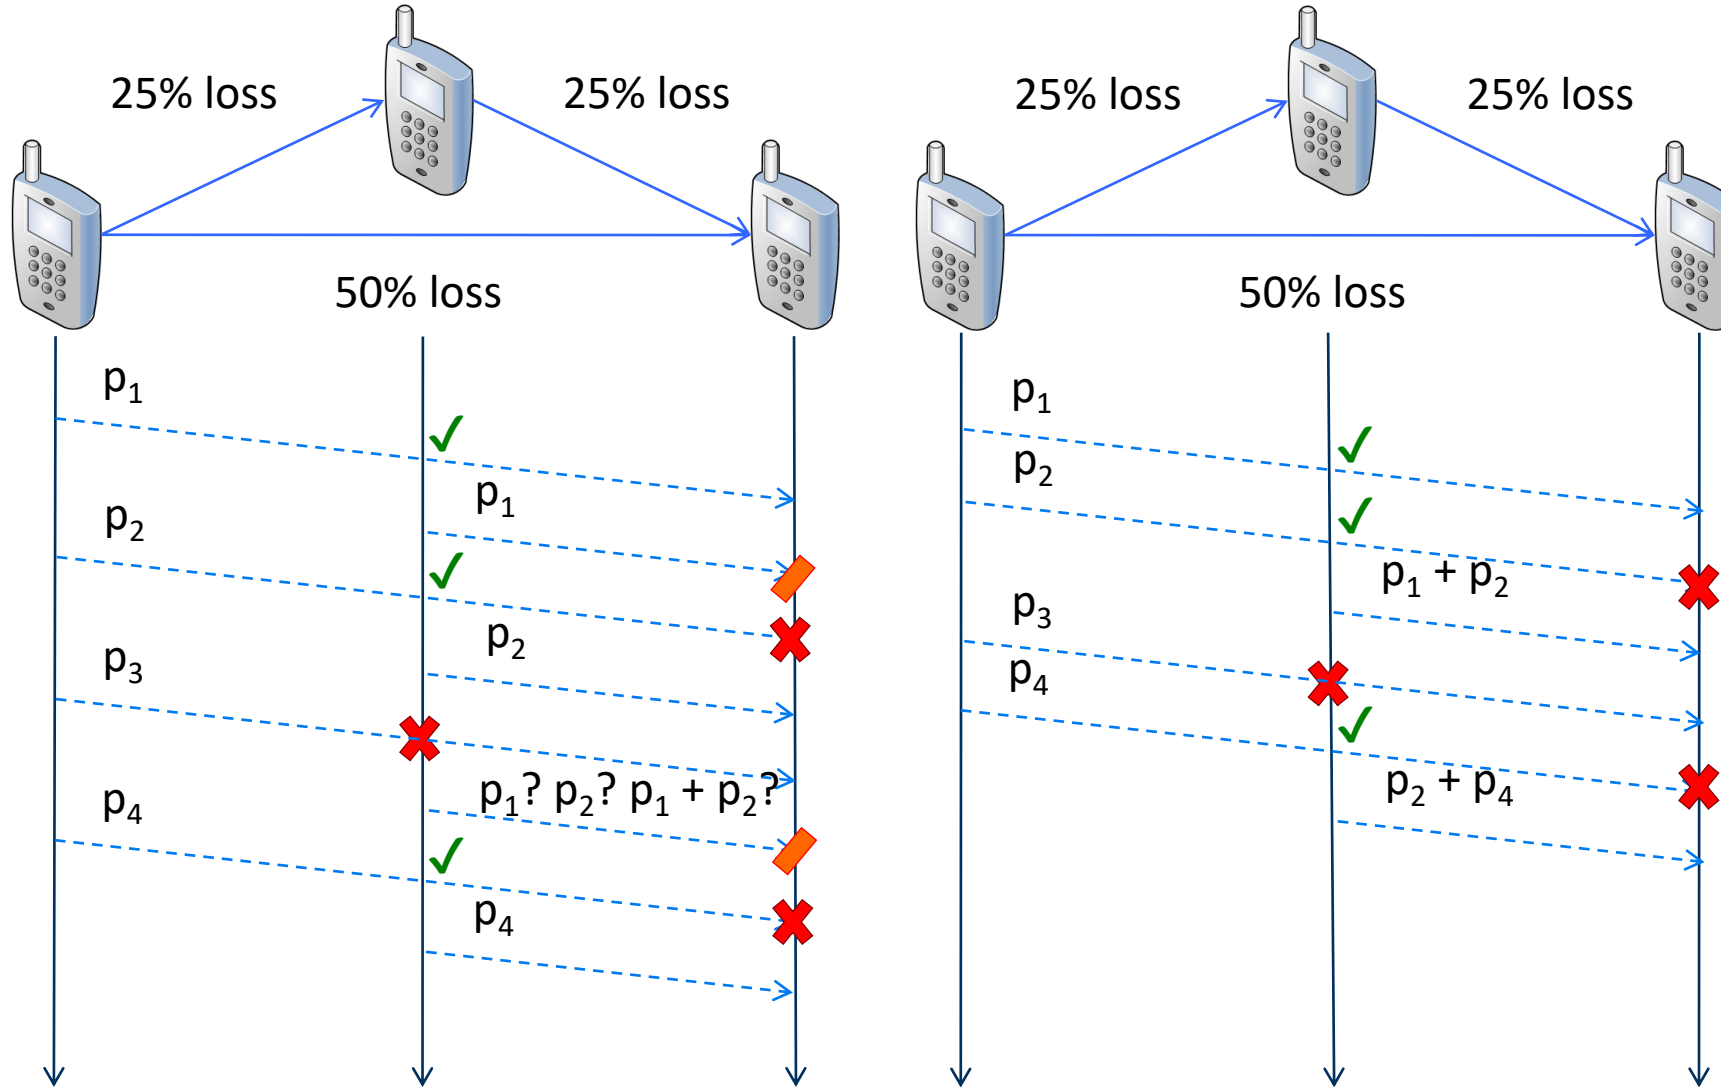 25% loss
25% loss
50% loss
p₁
p₁
p₂
p₂
p₃
p₁? p₂? p₁ + p₂?
p₄
p₄
25% loss
25% loss
50% loss
p₁
p₂
p₁ + p₂
p₃
p₄
p₂ + p₄